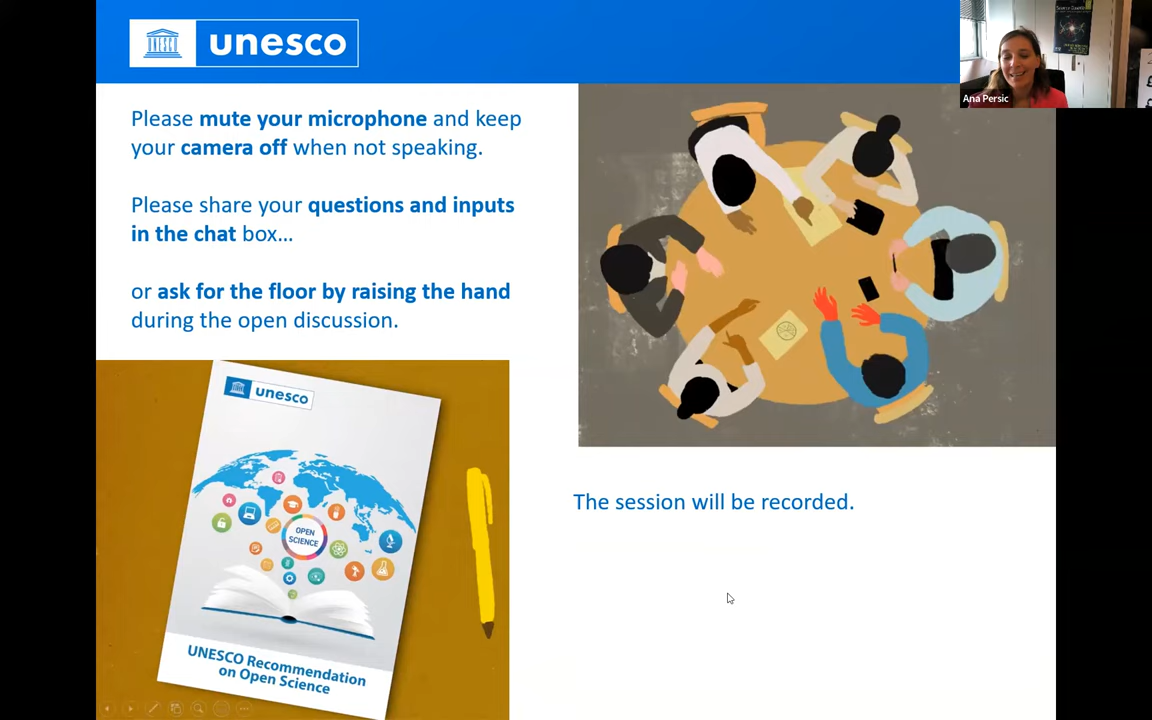 UNESCO
unesco
Please mute your microphone and keep
your camera off when not speaking.
Please share your questions and inputs
in the chat box...
or ask for the floor by raising the hand
during the open discussion.
unesco
OPEN
SCIENCE
UNESCO Recommendation
on Open Science
The session will be recorded.
Ana Persic